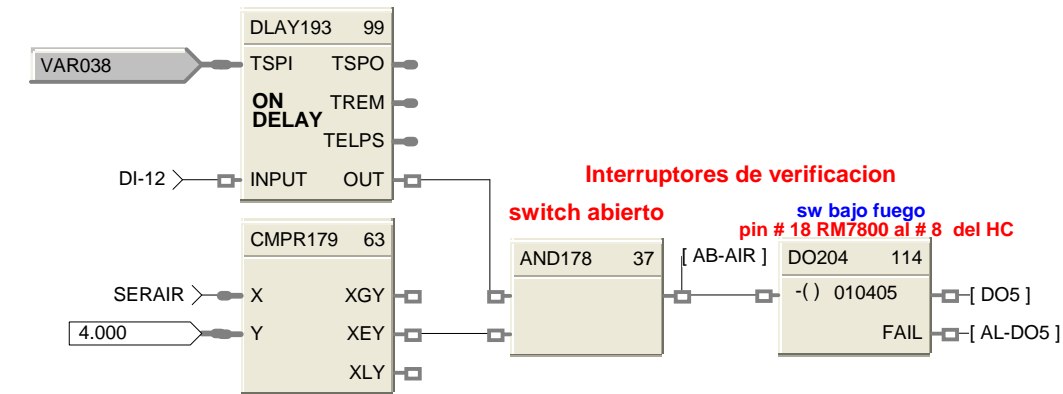 DLAY193 99
VAR038
TSPI TSPO
ON DELAY
TREM
TELPS
DI-12
INPUT OUT
Interruptores de verificacion
switch abierto
sw bajo fuego
pin # 18 RM7800 al # 8 del HC
CMPR179 63
AND178 37
[ AB-AIR ]
DO204 114
SERAIR
X XGY
-( ) 010405
[ DO5 ]
4.000
Y XEY
FAIL
[ AL-DO5 ]
XLY